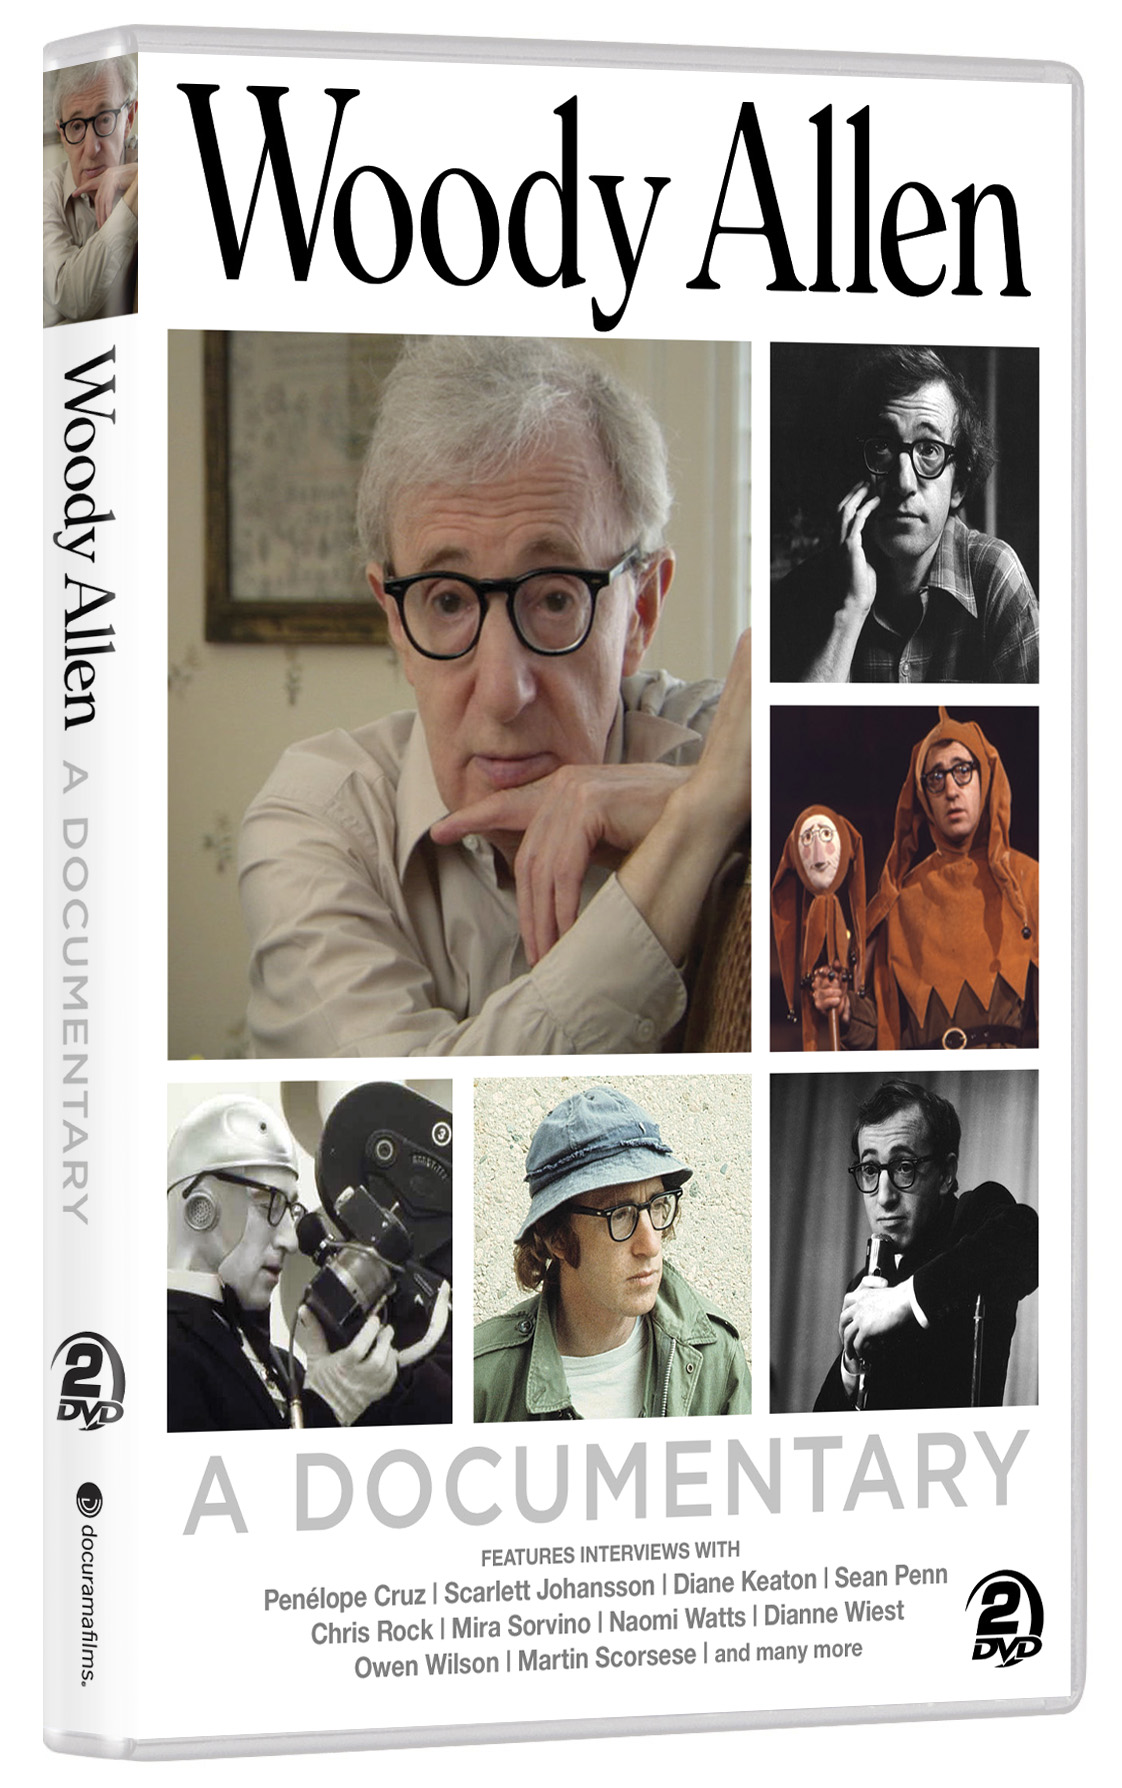 Woody Allen
A DOCUMENTARY
2
DVD
docuramafilms.
Woody Allen
3
A DOCUMENTARY
FEATURES INTERVIEWS WITH
Penélope Cruz | Scarlett Johansson | Diane Keaton | Sean Penn
Chris Rock | Mira Sorvino | Naomi Watts | Dianne Wiest
Owen Wilson | Martin Scorsese | and many more
2
DVD